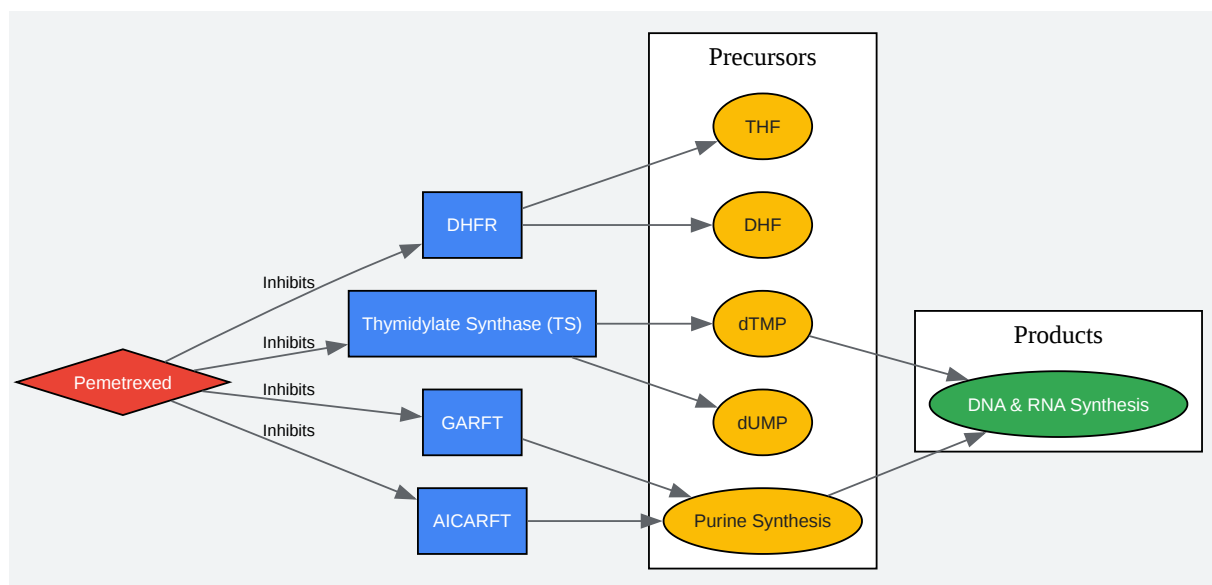 Precursors
THF
DHFR
DHF
Inhibits
Thymidylate Synthase (TS)
dTMP
Products
Inhibits
Pemetrexed
Inhibits
DNA & RNA Synthesis
GARFT
dUMP
Inhibits
AICARFT
Purine Synthesis